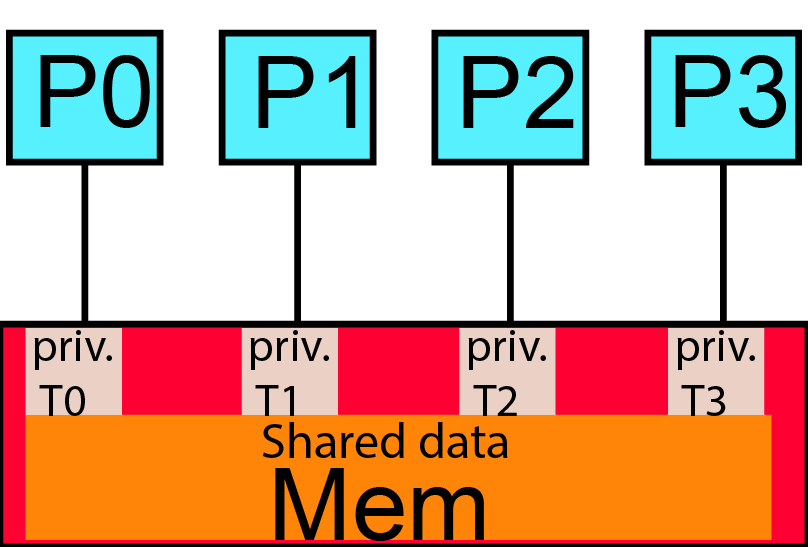 P0 P1 P2 P3
priv. priv. priv. priv.
T0 T1 T2 T3
Shared data
Mem